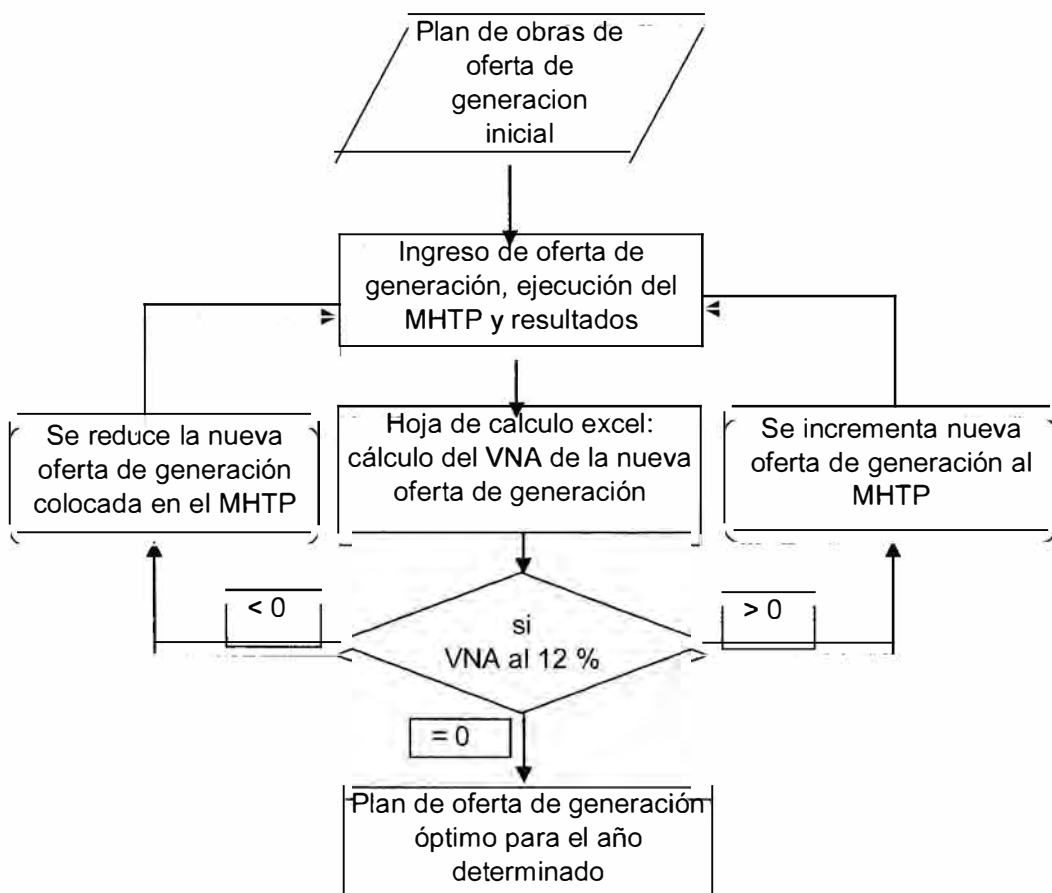 Plan de obras de
oferta de
generacion
inicial
Ingreso de oferta de
generación, ejecución del
MHTP y resultados
Se reduce la nueva
oferta de generación
colocada en el MHTP
Hoja de calculo excel:
cálculo del VNA de la nueva
oferta de generación
Se incrementa nueva
oferta de generación al
MHTP
< 0
> 0
si
VNA al 12 %
= 0
Plan de oferta de generación
óptimo para el año
determinado